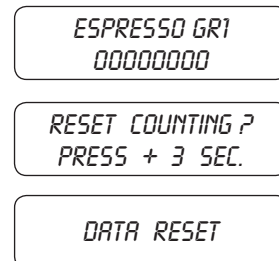 ESPRESSO GR1
00000000
RESET COUNTING ?
PRESS + 3 SEC.
DATA RESET